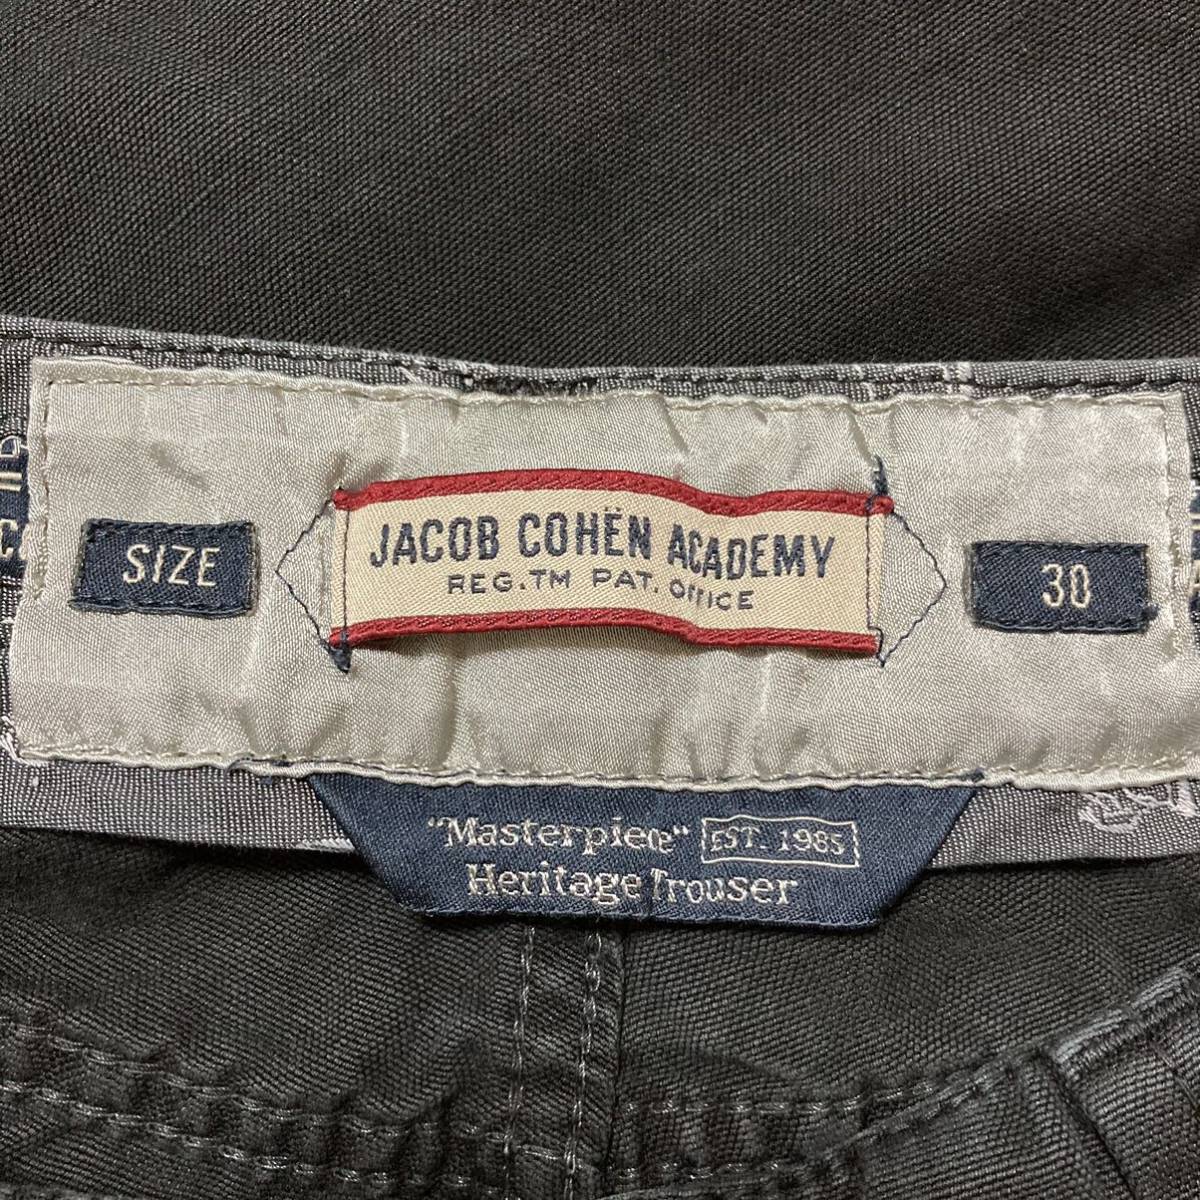 SIZE
JACOB COHËN ACADEMY
REG.TM PAT. OFFICE
30
"Masterpiece" EST. 1985
Heritage Trouser